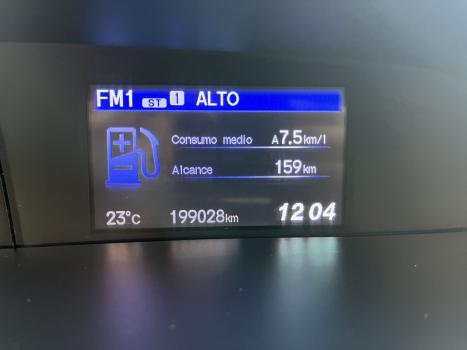 FM1 ST 1 ALTO
Consumo medio A7.5km/l
Alcance 159km
23°C 199028km 12 04